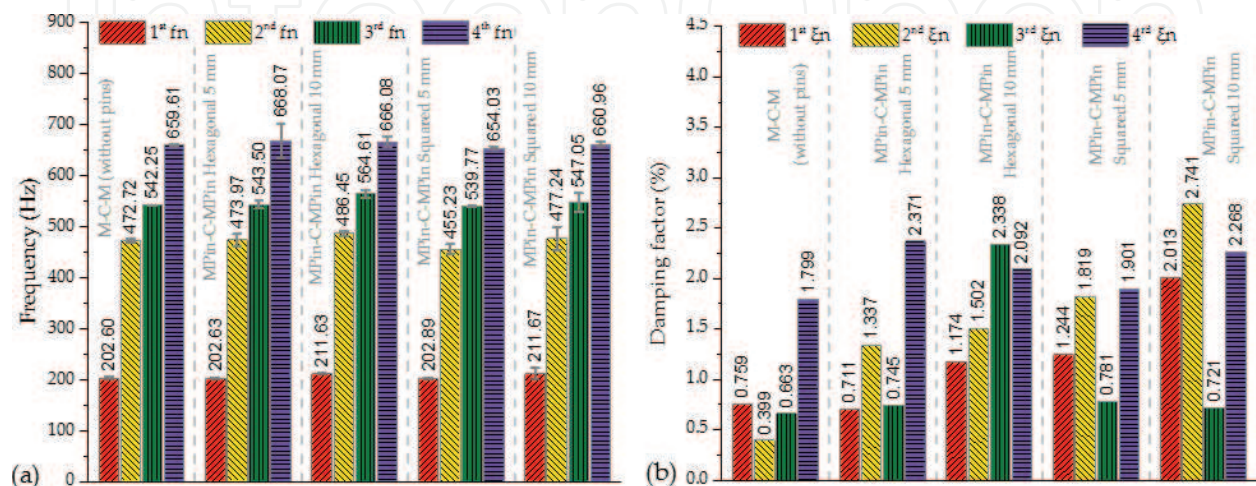 1st fn 2nd fn 3rd fn 4th fn
Frequency (Hz)
900
800
700
600
500
400
300
200
100
0
M-C-M (without pins)
202.60
472.72
542.25
659.61
MPin-C-MPin Hexagonal 5 mm
202.63
473.97
543.50
668.07
MPin-C-MPin Hexagonal 10 mm
211.63
486.45
564.61
666.08
MPin-C-MPin Squared 5 mm
202.89
455.23
539.77
654.03
MPin-C-MPin Squared 10 mm
211.67
477.24
547.05
660.96
(a)
1st ξn 2nd ξn 3rd ξn 4rd ξn
Damping factor (%)
4.5
4.0
3.5
3.0
2.5
2.0
1.5
1.0
0.5
0.0
M-C-M
(without pins)
0.759
0.399
0.663
1.799
MPin-C-MPin
Hexagonal 5 mm
0.711
1.337
0.745
2.371
MPin-C-MPin
Hexagonal 10 mm
1.174
1.502
2.338
2.092
MPin-C-MPin
Squared 5 mm
1.244
1.819
0.781
1.901
MPin-C-MPin
Squared 10 mm
2.013
2.741
0.721
2.268
(b)